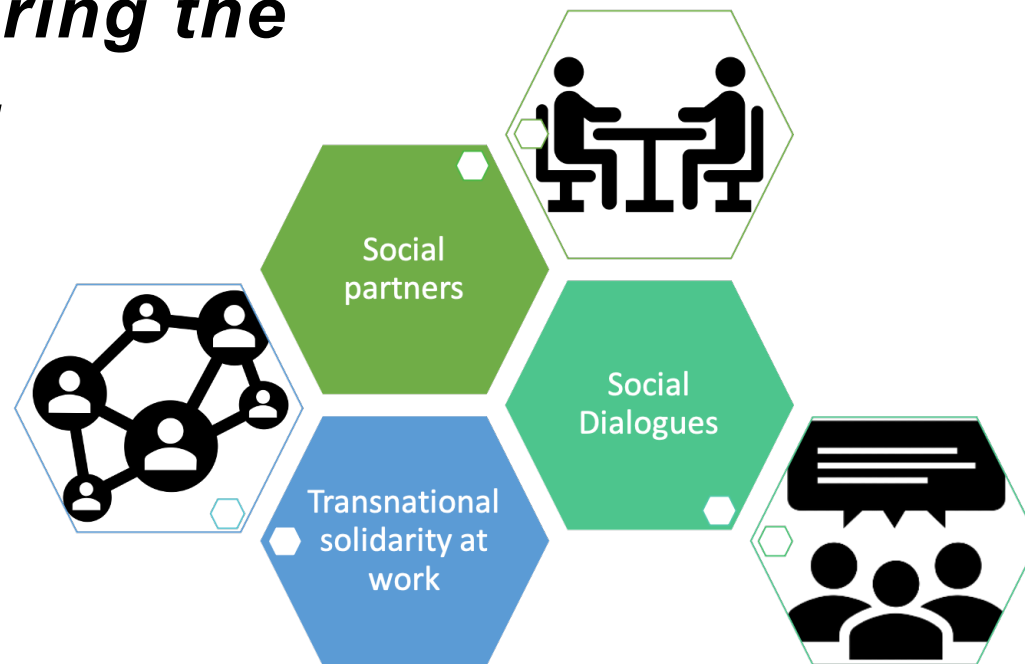 ring the
Social
partners
Social
Dialogues
Transnational
solidarity at
work